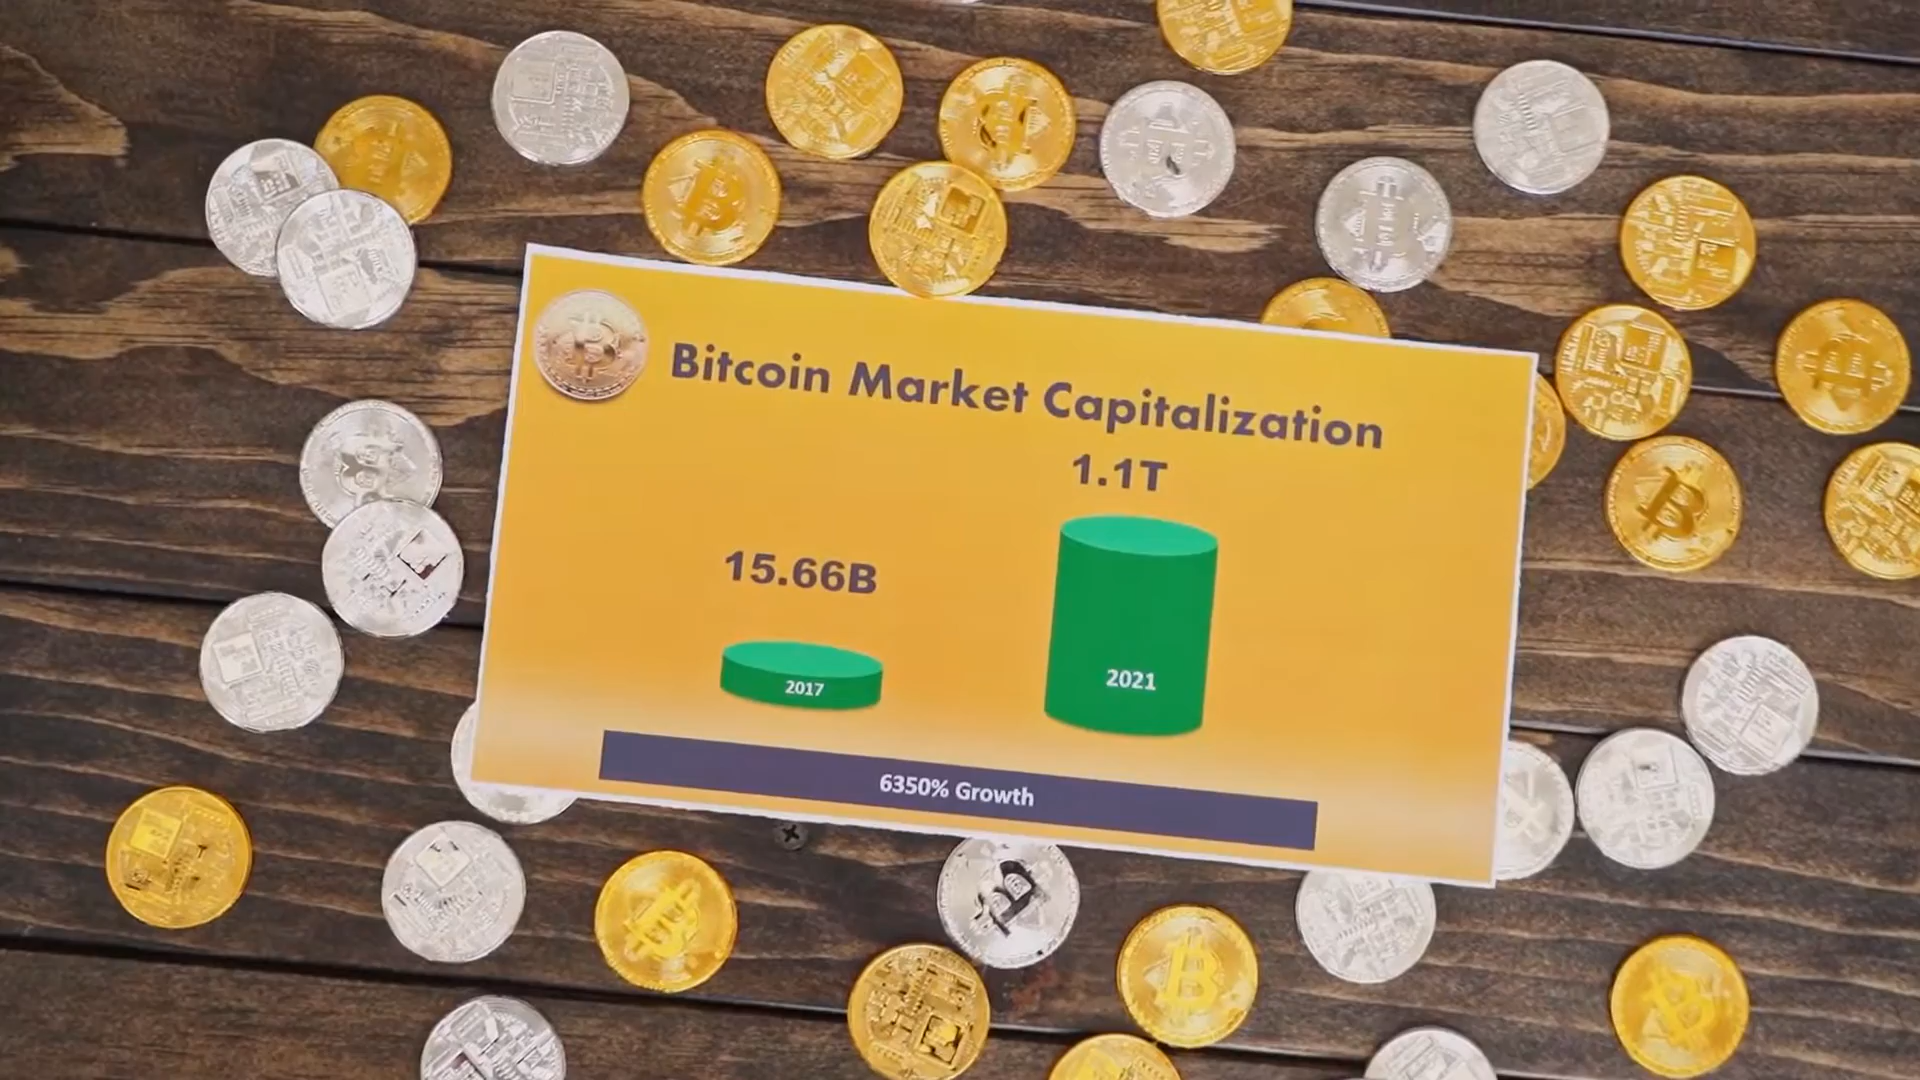 Bitcoin Market Capitalization
1.1T
15.66B
2017
2021
6350% Growth